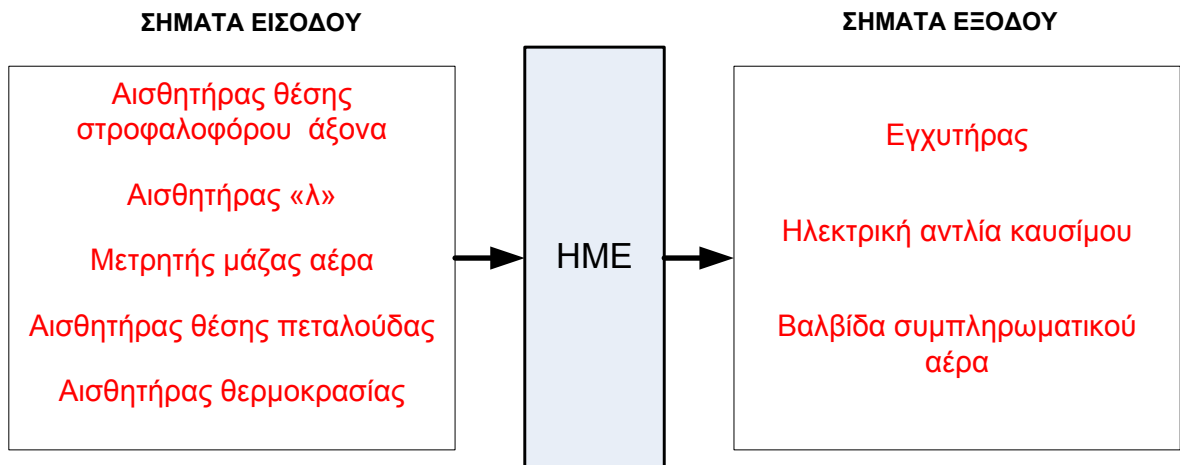 ΣΗΜΑΤΑ ΕΙΣΟΔΟΥ
Αισθητήρας θέσης
στροφαλοφόρου άξονα
Αισθητήρας «λ»
Μετρητής μάζας αέρα
Αισθητήρας θέσης πεταλούδας
Αισθητήρας θερμοκρασίας
ΗΜΕ
ΣΗΜΑΤΑ ΕΞΟΔΟΥ
Εγχυτήρας
Ηλεκτρική αντλία καυσίμου
Βαλβίδα συμπληρωματικού
αέρα